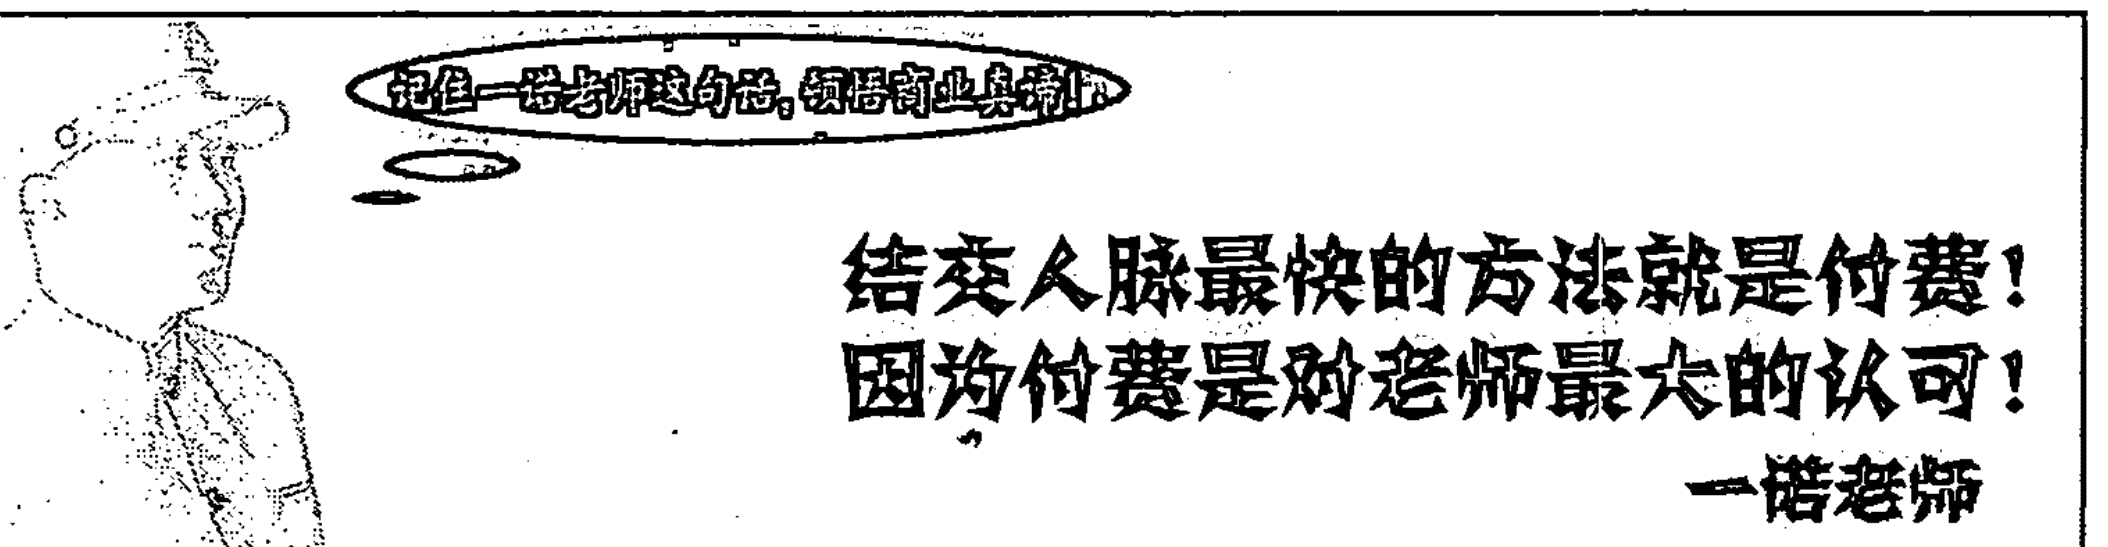 记住一诺老师这句话,顿悟商业真谛!
结交人脉最快的方法就是付费!
因为付费是对老师最大的认可!
一诺老师